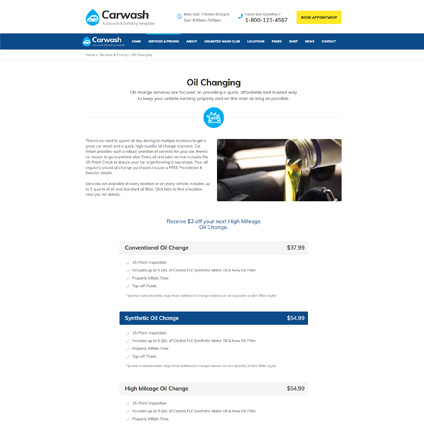 Carwash
Autowash & Detailing Template
Mon-Sat: 7:00am-8:00pm
Sun: 8:00am-5:00pm
Have any Questions?
1-800-123-4567
BOOK APPOINTMENT
Carwash
HOME SERVICES & PRICING ABOUT UNLIMITED WASH CLUB LOCATIONS PAGES SHOP NEWS CONTACT
Home > Services & Pricing > Oil Changing
Oil Changing
Oil change services are focused on providing a quick, affordable and trusted way
to keep your vehicle running properly and on the road as long as possible.
There's no need to spend all day driving to multiple locations to get a
great car wash and a quick, high-quality oil change anymore. Car
Wash provides such a robust selection of services for your car, there's
no reason to go anywhere else! Every oil and lube service includes the
15-Point Check to ensure your car is performing in top shape. Plus, all
regularly priced oil change purchases include a FREE Pro Interior &
Exterior Wash!
Services not available at every location or on every vehicle. Includes up
to 5 quarts of oil and standard oil filter. Click here to find a location
near you for details.
Receive $3 off your next High Mileage
Oil Change.
Conventional Oil Change $37.99
15-Point Inspection
Includes up to 5 Qts. of Castrol Full Synthetic Motor Oil & New Oil Filter
Properly Inflate Tires
Top-off Fluids
*some makes/models may have additional charges based on oil capacity and/or filter style)
Synthetic Oil Change $54.99
15-Point Inspection
Includes up to 5 Qts. of Castrol Full Synthetic Motor Oil & New Oil Filter
Properly Inflate Tires
Top-off Fluids
*some makes/models may have additional charges based on oil capacity and/or filter style)
High Mileage Oil Change $54.99
15-Point Inspection
Includes up to 5 Qts. of Castrol Full Synthetic Motor Oil & New Oil Filter
Properly Inflate Tires